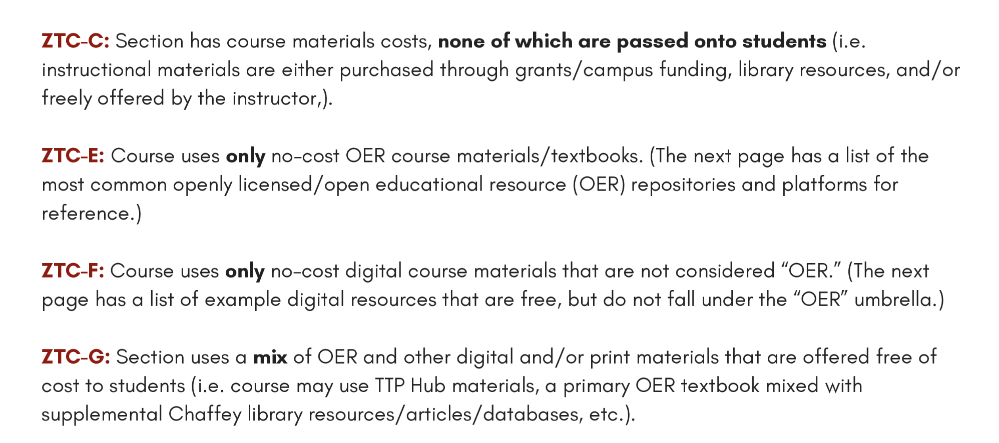 ZTC-C: Section has course materials costs, none of which are passed onto students (i.e.
instructional materials are either purchased through grants/campus funding, library resources, and/or
freely offered by the instructor,).
ZTC-E: Course uses only no-cost OER course materials/textbooks. (The next page has a list of the
most common openly licensed/open educational resource (OER) repositories and platforms for
reference.)
ZTC-F: Course uses only no-cost digital course materials that are not considered “OER.” (The next
page has a list of example digital resources that are free, but do not fall under the “OER” umbrella.)
ZTC-G: Section uses a mix of OER and other digital and/or print materials that are offered free of
cost to students (i.e. course may use TTP Hub materials, a primary OER textbook mixed with
supplemental Chaffey library resources/articles/databases, etc.).